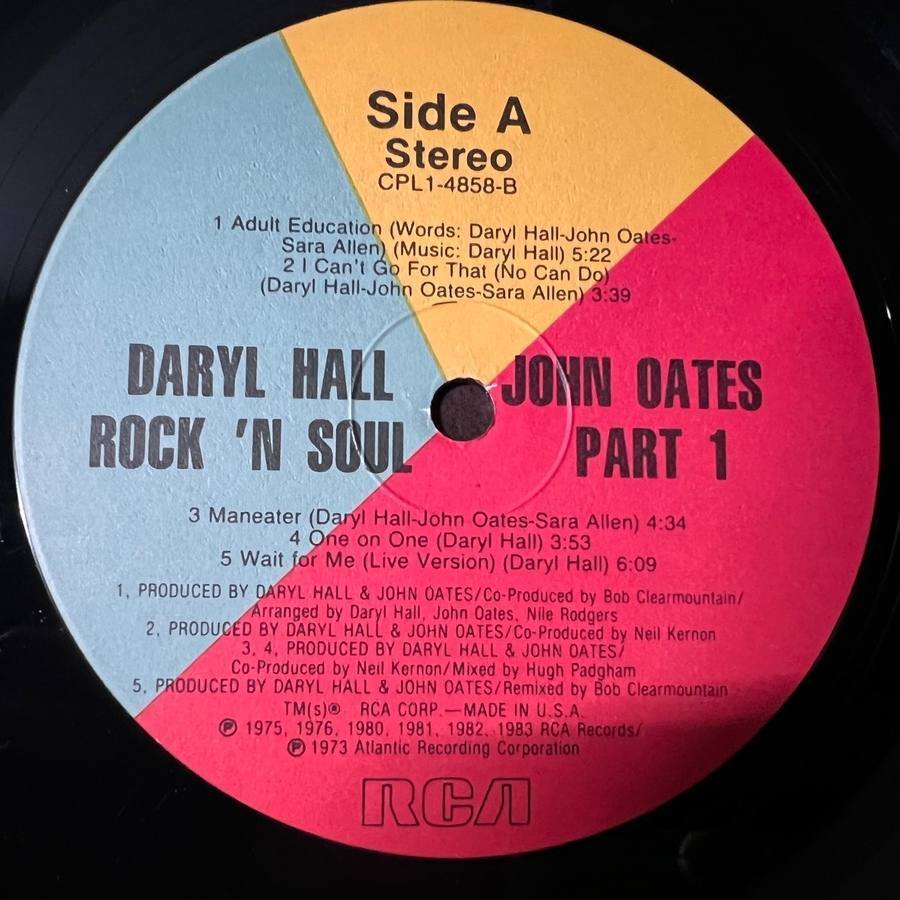 Side A
Stereo
CPL1-4858-B
1 Adult Education (Words: Daryl Hall-John Oates-
Sara Allen) (Music: Daryl Hall) 5:22
2 I Can't Go For That (No Can Do)
(Daryl Hall-John Oates-Sara Allen) 3:39
DARYL HALL JOHN OATES
ROCK 'N SOUL PART 1
3 Maneater (Daryl Hall-John Oates-Sara Allen) 4:34
4 One on One (Daryl Hall) 3:53
5 Wait for Me (Live Version) (Daryl Hall) 6:09
1, PRODUCED BY DARYL HALL & JOHN OATES/Co-Produced by Bob Clearmountain/
Arranged by Daryl Hall, John Oates, Nile Rodgers
2, PRODUCED BY DARYL HALL & JOHN OATES/Co-Produced by Neil Kernon
3, 4, PRODUCED BY DARYL HALL & JOHN OATES/
Co-Produced by Neil Kernon/Mixed by Hugh Padgham
5, PRODUCED BY DARYL HALL & JOHN OATES/Remixed by Bob Clearmountain
TM(s)® RCA CORP.—MADE IN U.S.A.
℗ 1975, 1976, 1980, 1981, 1982, 1983 RCA Records/
℗ 1973 Atlantic Recording Corporation
RCA